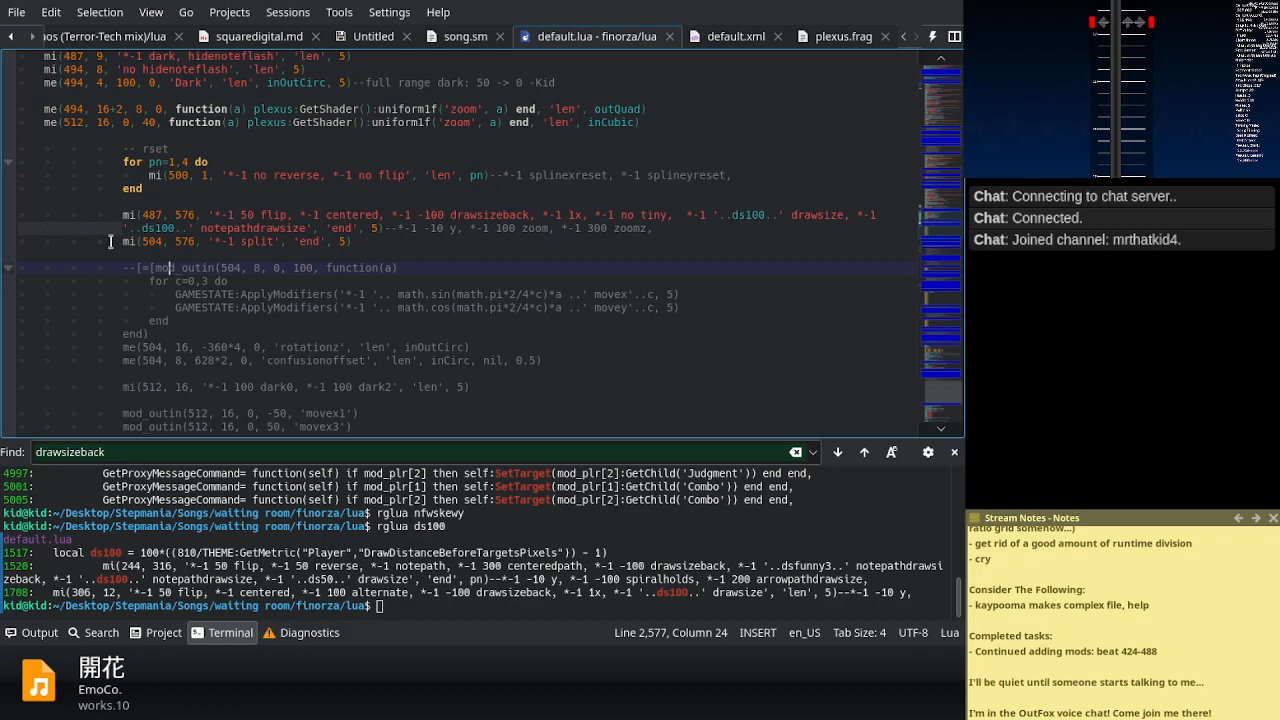 File Edit Selection View Go Projects Sessions Tools Settings Help
os (Terror-Tech mix)/lua squaredigital.md Untitled song.sm default.lua - finorza/lua default.xml plexus.frag
mi(487, 9, '*-1 dark, hidenoteflash', 'len', 5)
mi(494, 8, 'no hidenoteflash', 'len', 5)
me(494, 4, 100, 0, 'Dark', 'len', inOutCirc, 5)--full range dark: 50 -> 0 -Kid
me(494, 16+2, 8, 0, function(a) plexus:GetShader():uniform1f('zoom', a) end, 'len', outQuad)
me(512, 16, 0, 40, function(a) plexus:GetShader():uniform1f('zoom', a) end, 'len', inCubic)
-- rset
for pn=1,4 do
mi(500, 1, '*-1 no reverse, *-1 no flip', 'len', pn)--*-1 splinexreset, *-1 splineyreset,
end
mi(487, 576, '*-1 50 flip, *-1 centered, *-1 -100 drawsizeback, *-1 1x, *-1 no tiny,  *-1 '..ds100..' drawsize, *-1
'..ds100..' notepathdrawsize', 'end', 5)--*-1 -10 y, *-1 100 zoom, *-1 300 zoomz,
mi(504, 576, '*-1 split', 'end', 5)
--[=[mod_outin(504, 8, 0, 100, function(a)
for c=0,3 do
GAMESTATE:ApplyModifiers('*-1 '.. math.sin(math.pi*2/4*c)*a ..' movex'..c, 5)
GAMESTATE:ApplyModifiers('*-1 '.. math.cos(math.pi*2/4*c)*a ..' movey'..c, 5)
end
end)
me(504, 8, -360*4, 0, 'rotationz', 'len', inOutCirc)
me(504, 8, 628*2, 0, 'confusionoffset', 'len', inCirc, nil, 0.5)
mi(512, 16, '*-1 100 dark0, *-1 100 dark2', 'len', 5)
mod_outin(512, 16, 0, -50, 'movex1')
mod_outin(512, 16, 0, 50, 'movex3')
Find: drawsizeback
4997: GetProxyMessageCommand= function(self) if mod_plr[2] then self:SetTarget(mod_plr[2]:GetChild('Judgment')) end end,
5001: GetProxyMessageCommand= function(self) if mod_plr[1] then self:SetTarget(mod_plr[1]:GetChild('Combo')) end end,
5005: GetProxyMessageCommand= function(self) if mod_plr[2] then self:SetTarget(mod_plr[2]:GetChild('Combo')) end end,
kid@kid:~/Desktop/Stepmania/Songs/waiting room/finorza/lua$ rglua nfwskewy
kid@kid:~/Desktop/Stepmania/Songs/waiting room/finorza/lua$ rglua ds100
default.lua
1517: local ds100 = 100*((810/THEME:GetMetric("Player","DrawDistanceBeforeTargetsPixels")) - 1)
1520: mi(244, 316, '*-1 50 flip, *-1 50 reverse, *-1 notepath, *-1 300 centeredpath, *-1 -100 drawsizeback, *-1 '..dsfunny3..' notepathdrawsi
zeback, *-1 '..ds100..' notepathdrawsize, *-1 '..ds50..' drawsize', 'end', pn)--*-1 -10 y, *-1 -100 spiralholds, *-1 200 arrowpathdrawsize,
1708: mi(306, 12, '*-1 50 flip, *-1 centered, *-1 100 alternate, *-1 -100 drawsizeback, *-1 1x, *-1 '..ds100..' drawsize', 'len', 5)--*-1 -10 y,
kid@kid:~/Desktop/Stepmania/Songs/waiting room/finorza/lua$
Output Search Project Terminal Diagnostics Line 2,577, Column 24 INSERT en_US Tab Size: 4 UTF-8 Lua
開花
EmoCo.
works.10
Chat: Connecting to chat server..
Chat: Connected.
Chat: Joined channel: mrthatkid4.
Stream Notes - Notes
ratio grid somehow...)
- get rid of a good amount of runtime division
- cry
Consider The Following:
- kaypooma makes complex file, help
Completed tasks:
- Continued adding mods: beat 424-488
I'll be quiet until someone starts talking to me...
I'm in the OutFox voice chat! Come join me there!